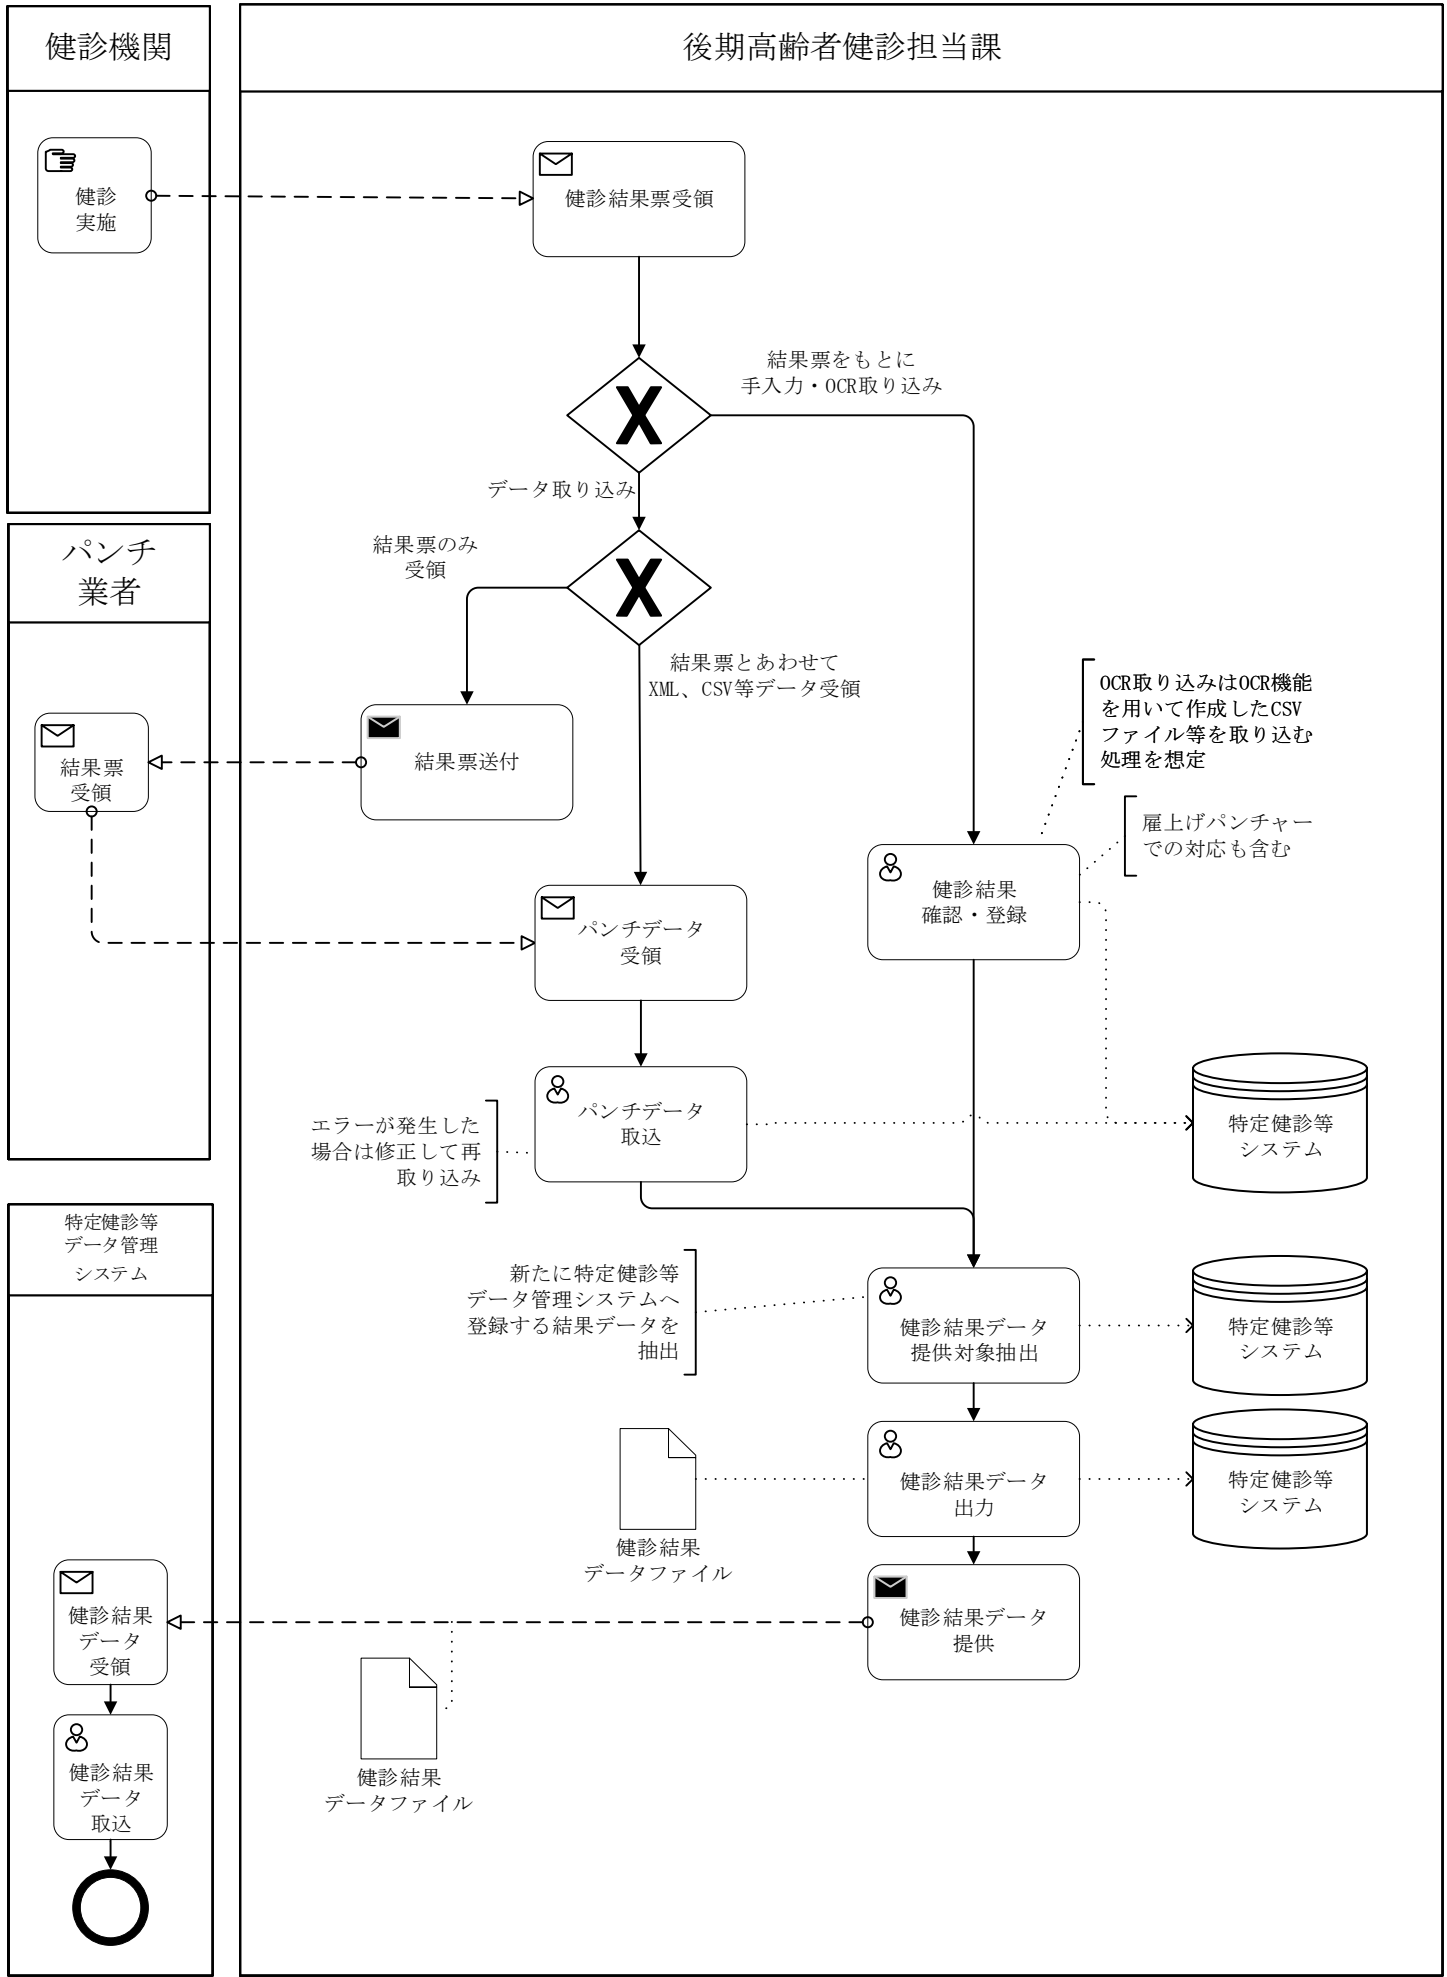 健診機関
後期高齢者健診担当課
健診
実施
健診結果票受領
結果票をもとに
手入力・OCR取り込み
X
データ取り込み
パンチ
業者
結果票のみ
受領
X
結果票とあわせて
XML、CSV等データ受領
OCR取り込みはOCR機能
を用いて作成したCSV
ファイル等を取り込む
処理を想定
結果票
受領
結果票送付
雇上げパンチャー
での対応も含む
健診結果
確認・登録
パンチデータ
受領
パンチデータ
取込
エラーが発生した
場合は修正して再
取り込み
特定健診等
システム
特定健診等
データ管理
システム
新たに特定健診等
データ管理システムへ
登録する結果データを
抽出
健診結果データ
提供対象抽出
特定健診等
システム
健診結果データ
出力
特定健診等
システム
健診結果
データファイル
健診結果
データ
受領
健診結果データ
提供
健診結果
データ
取込
健診結果
データファイル